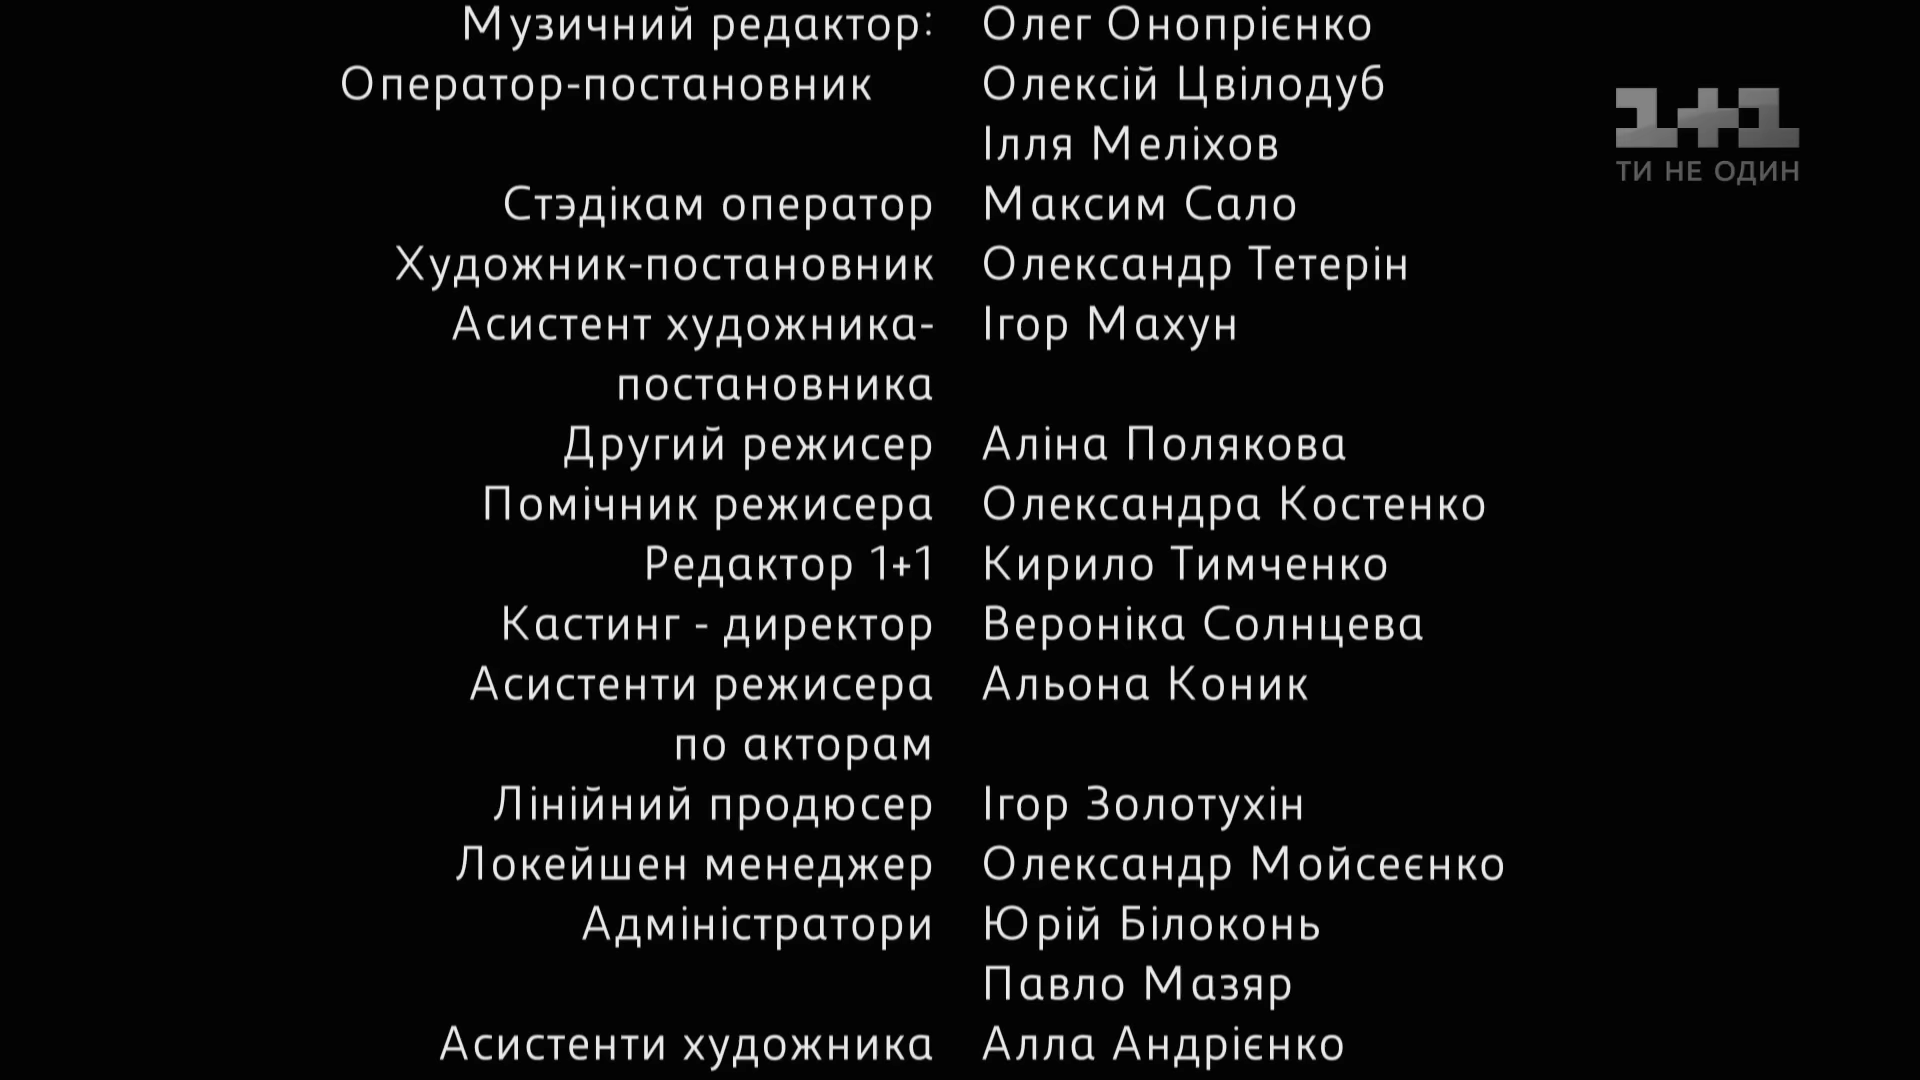 Музичний редактор: Олег Онопрієнко
Оператор-постановник Олексій Цвілодуб
Ілля Меліхов
1+1
ТИ НЕ ОДИН
Стэдікам оператор Максим Сало
Художник-постановник Олександр Тетерін
Асистент художника- Ігор Махун
постановника
Другий режисер Аліна Полякова
Помічник режисера Олександра Костенко
Редактор 1+1 Кирило Тимченко
Кастинг - директор Вероніка Солнцева
Асистенти режисера Альона Коник
по акторам
Лінійний продюсер Ігор Золотухін
Локейшен менеджер Олександр Мойсеєнко
Адміністратори Юрій Білоконь
Павло Мазяр
Асистенти художника Алла Андрієнко